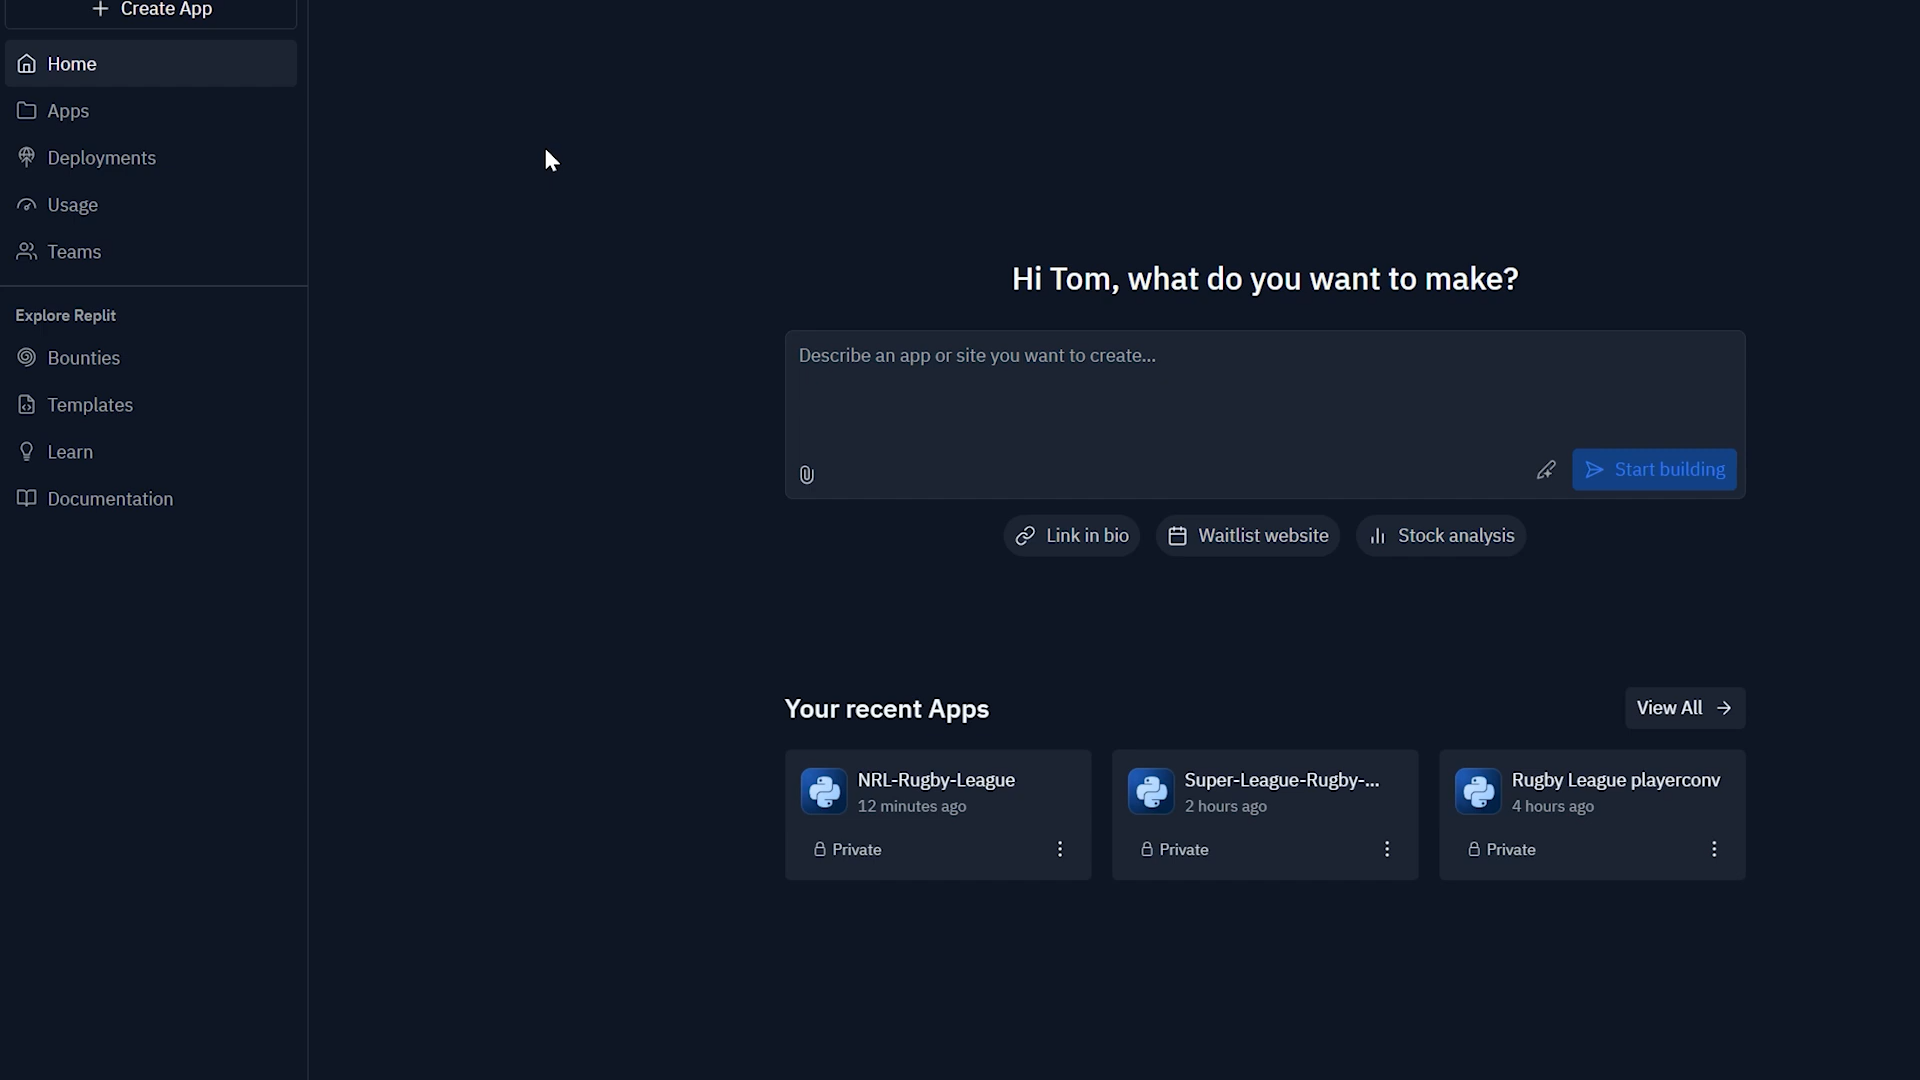 Create App
Home
Apps
Deployments
Usage
Teams
Explore Replit
Bounties
Templates
Learn
Documentation
Hi Tom, what do you want to make?
Describe an app or site you want to create...
Start building
Link in bio
Waitlist website
Stock analysis
Your recent Apps
View All
NRL-Rugby-League
12 minutes ago
Private
Super-League-Rugby-...
2 hours ago
Private
Rugby League playerconv
4 hours ago
Private